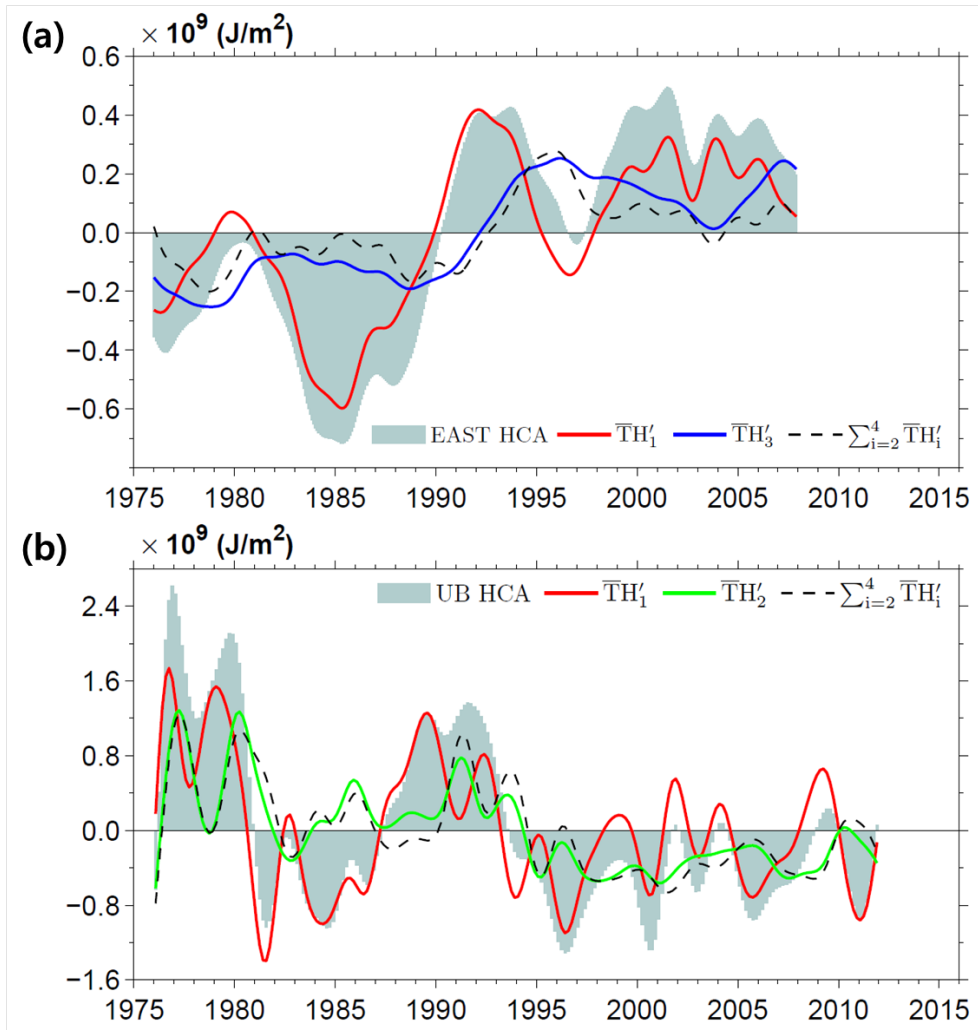 (a)
× 10⁹ (J/m²)
0.6
0.4
0.2
0.0
−0.2
−0.4
−0.6
EAST HCA T̅H′₁ T̅H′₃ ∑⁴ᵢ₌₂ T̅H′ᵢ
1975 1980 1985 1990 1995 2000 2005 2010 2015
(b)
× 10⁹ (J/m²)
UB HCA T̅H′₁ T̅H′₂ ∑⁴ᵢ₌₂ T̅H′ᵢ
2.4
1.6
0.8
0.0
−0.8
−1.6
1975 1980 1985 1990 1995 2000 2005 2010 2015